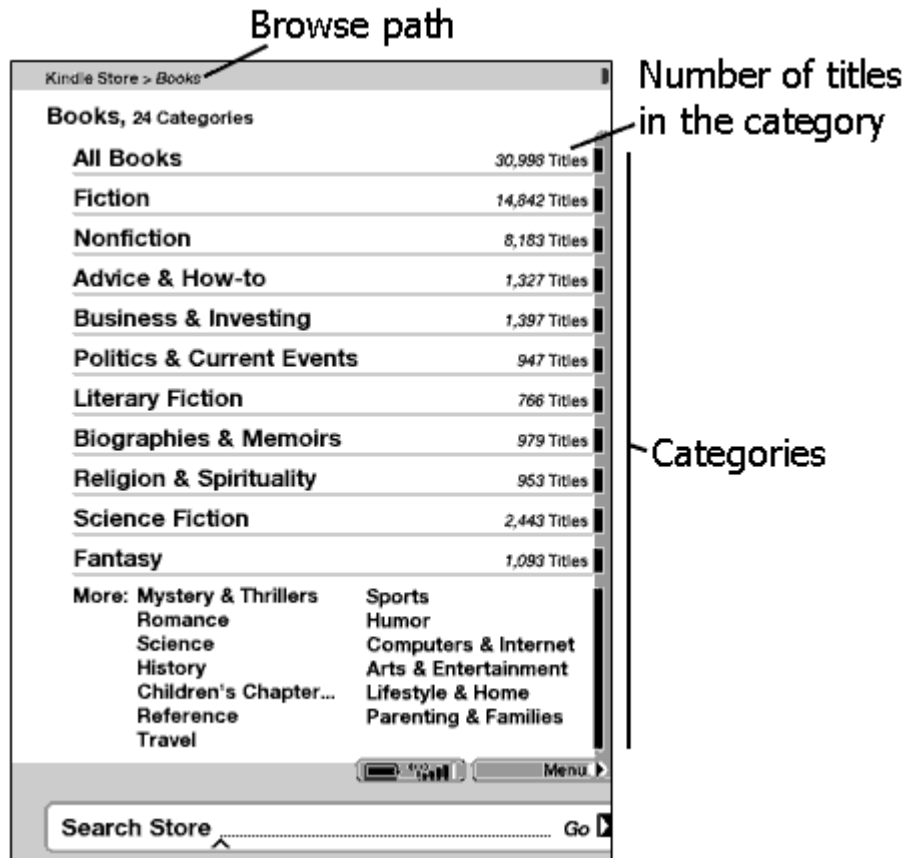 Browse path
Kindle Store > Books
Number of titles
in the category
Books, 24 Categories
All Books 30,998 Titles
Fiction 14,842 Titles
Nonfiction 8,183 Titles
Advice & How-to 1,327 Titles
Business & Investing 1,397 Titles
Politics & Current Events 947 Titles
Literary Fiction 766 Titles
Biographies & Memoirs 979 Titles
Religion & Spirituality 953 Titles
Science Fiction 2,443 Titles
Fantasy 1,093 Titles
Categories
More: Mystery & Thrillers Sports
Romance Humor
Science Computers & Internet
History Arts & Entertainment
Children's Chapter... Lifestyle & Home
Reference Parenting & Families
Travel
Menu
Search Store Go